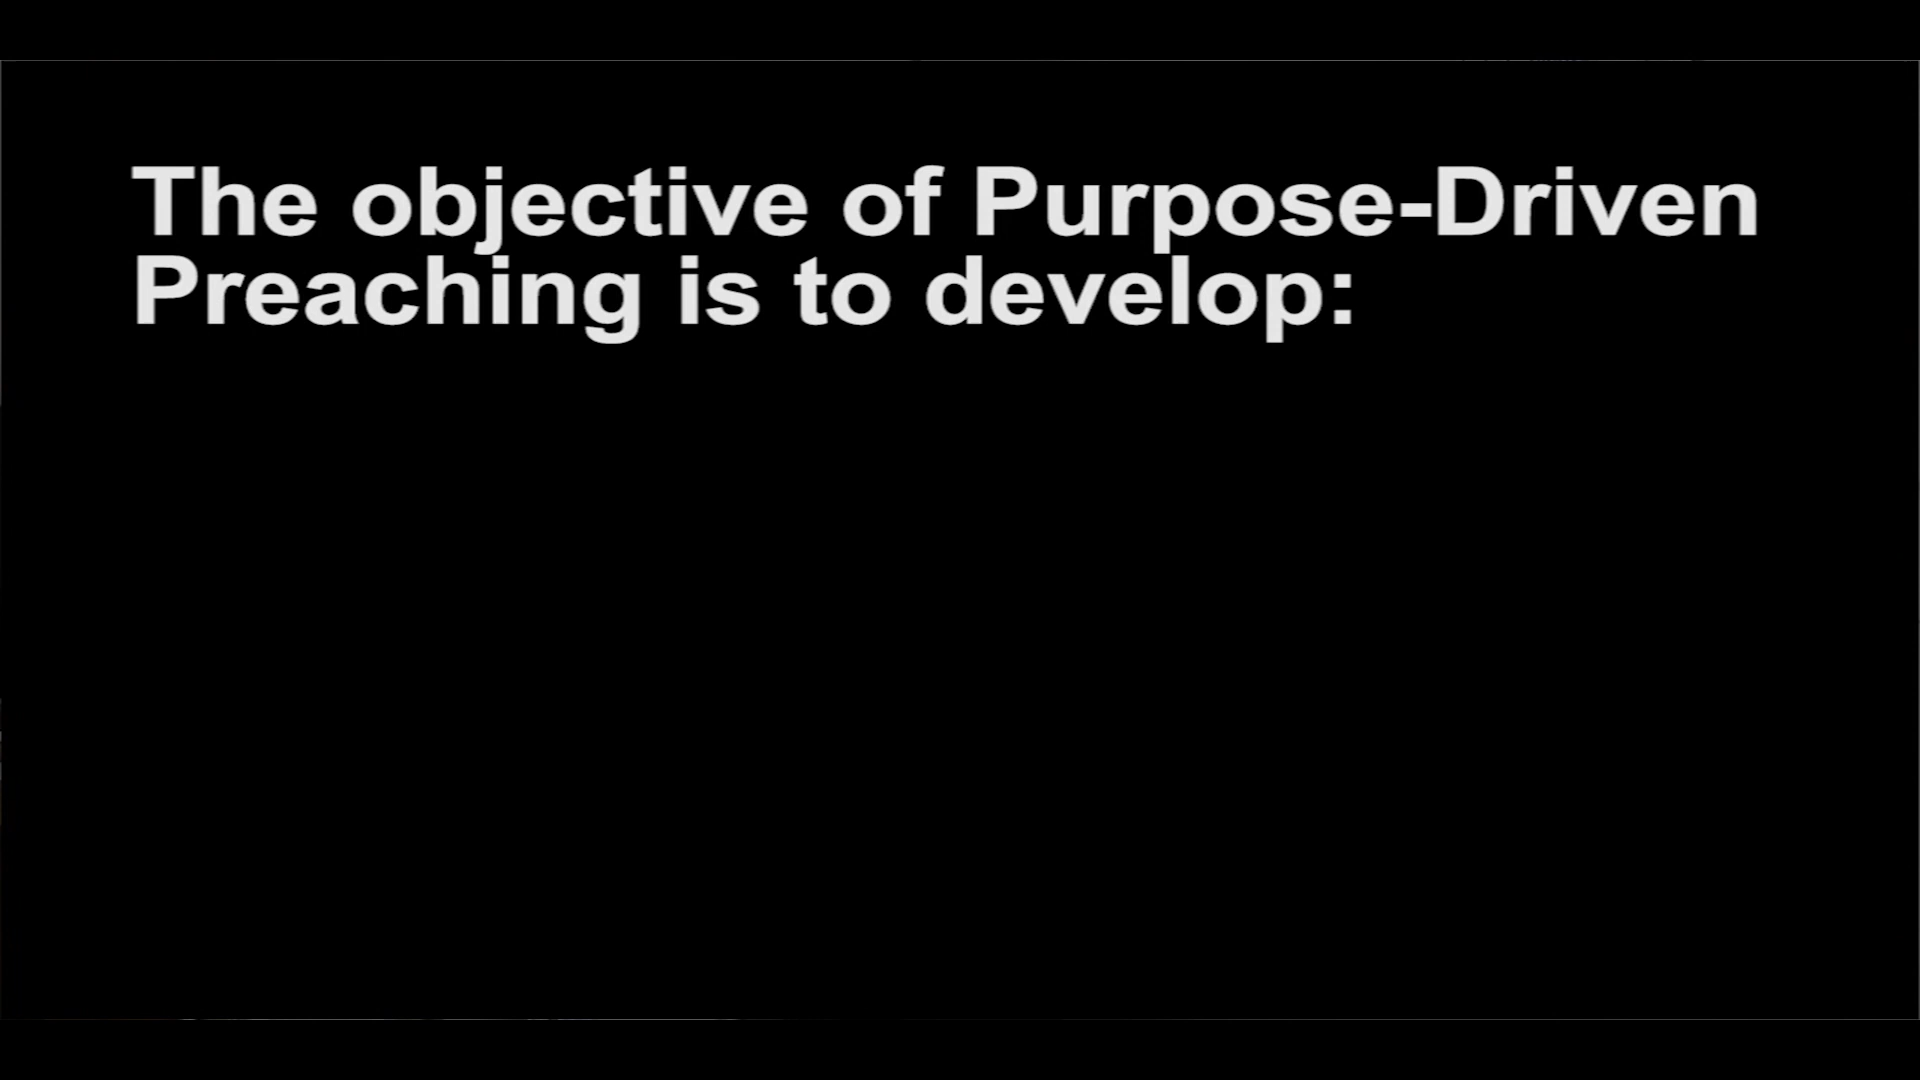 The objective of Purpose-Driven
Preaching is to develop: